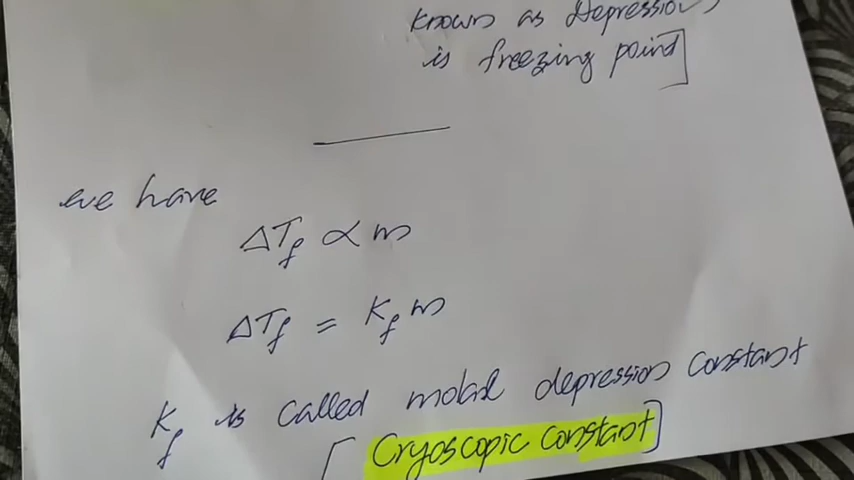 known as Depression
is freezing point]
we have
ΔTf ∝ m
ΔTf = Kf m
Kf is called molal depression constant
[Cryoscopic constant]